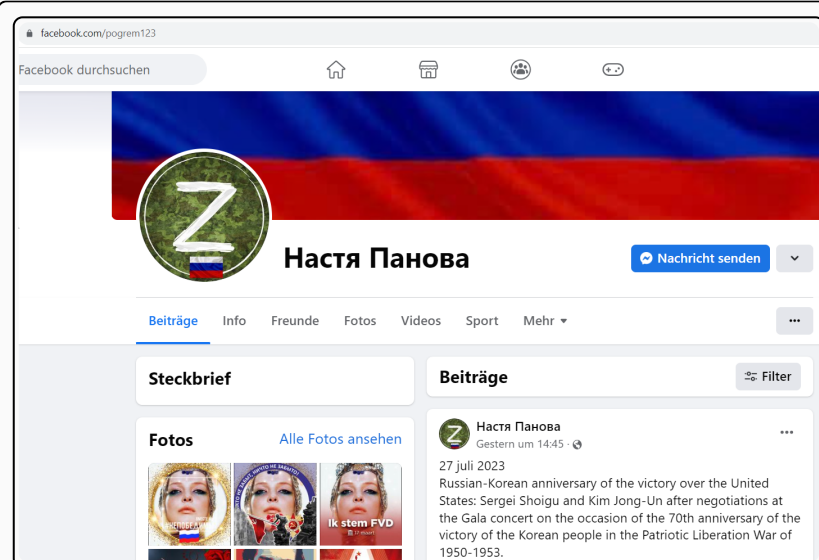 facebook.com/pogrem123
Facebook durchsuchen
Z
Настя Панова
Nachricht senden
Beiträge Info Freunde Fotos Videos Sport Mehr
Steckbrief
Beiträge
Filter
Fotos
Alle Fotos ansehen
Z
Настя Панова
Gestern um 14:45 ·
27 juli 2023
Russian-Korean anniversary of the victory over the United
States: Sergei Shoigu and Kim Jong-Un after negotiations at
the Gala concert on the occasion of the 70th anniversary of the
victory of the Korean people in the Patriotic Liberation War of
1950-1953.
НИЧТО НЕ ЗАБЫТО!
Ik stem FVD